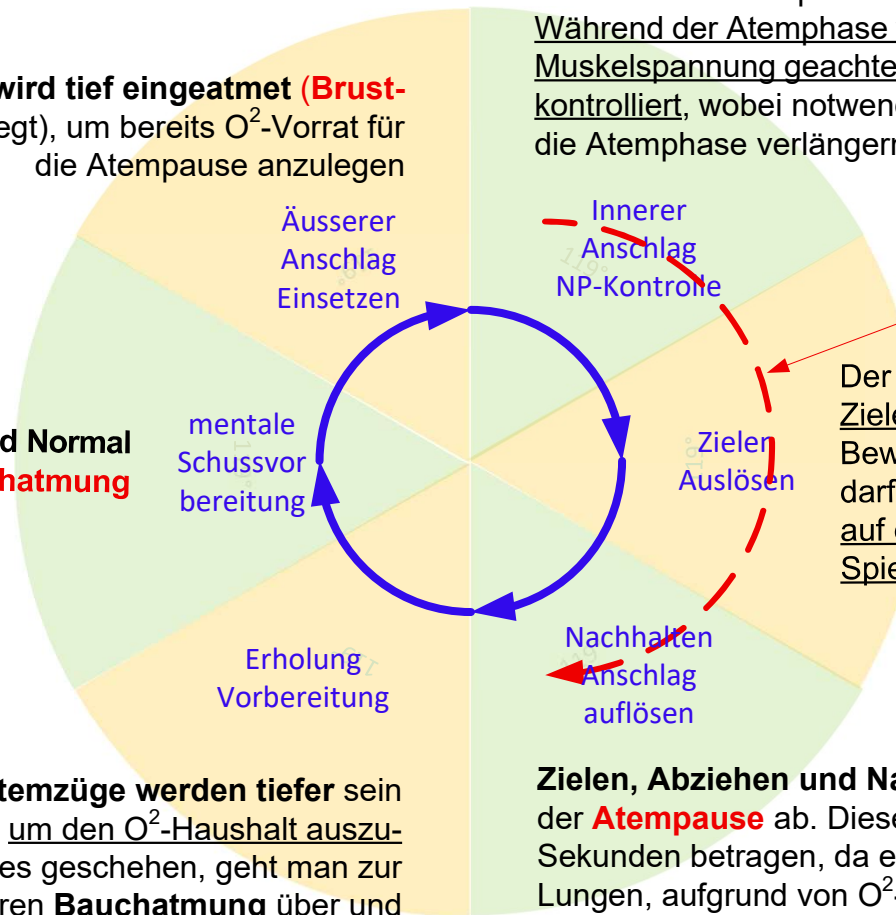 wird tief eingeatmet (Brust-
egt), um bereits O²-Vorrat für
die Atempause anzulegen
Während der Atemphase
Muskelspannung geachte
kontrolliert, wobei notwen
die Atemphase verlänger
Äusserer
Anschlag
Einsetzen
Innerer
Anschlag
NP-Kontrolle
119°
d Normal
hatmung
mentale
Schussvor
bereitung
Zielen
Auslösen
Der
Ziele
Bew
darf
auf
Spie
Erholung
Vorbereitung
Nachhalten
Anschlag
auflösen
temzüge werden tiefer sein
um den O²-Haushalt auszu-
es geschehen, geht man zur
ren Bauchatmung über und
Zielen, Abziehen und Na
der Atempause ab. Diese
Sekunden betragen, da e
Lungen, aufgrund von O²